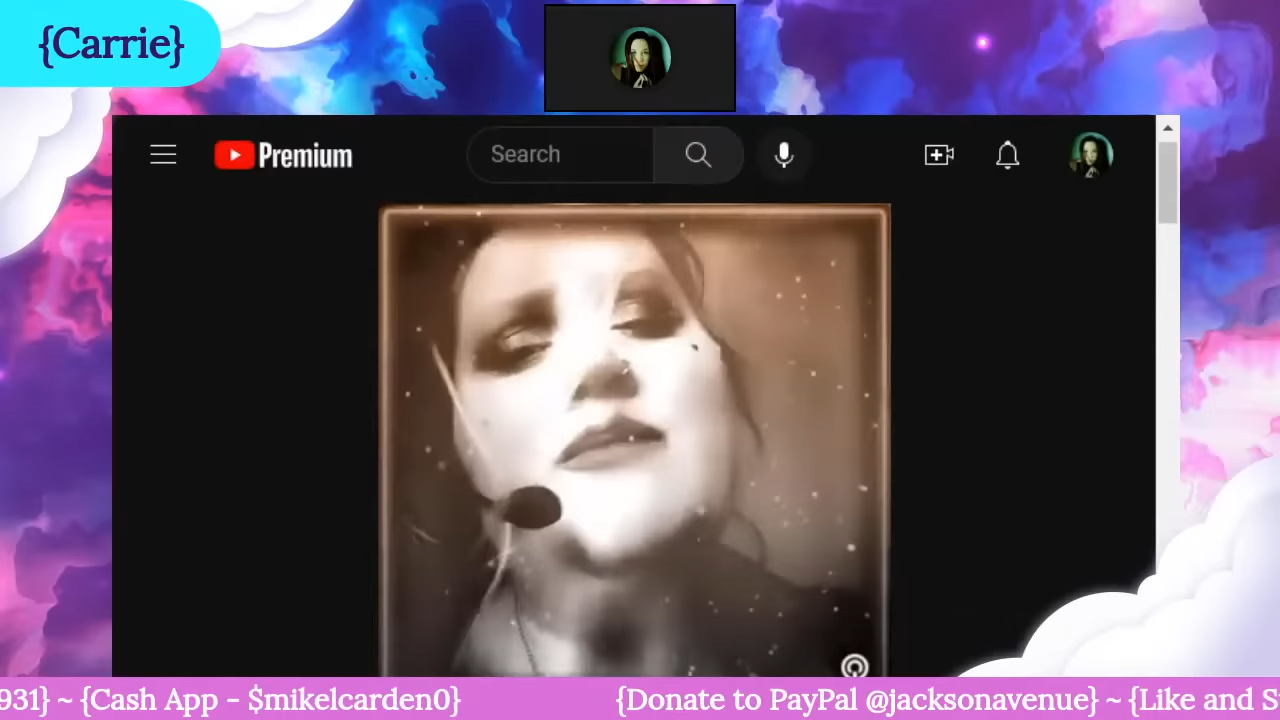 {Carrie}
Premium
Search
931} ~ {Cash App - $mikelcarden0}
{Donate to PayPal @jacksonavenue} ~ {Like and S